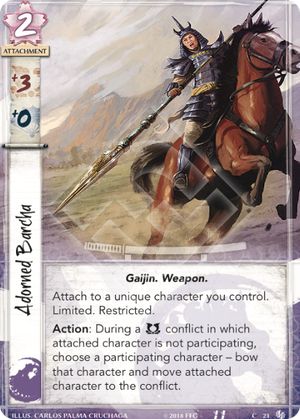 2
ATTACHMENT
+3
+0
Adorned Barcha
Gaijin. Weapon.
Attach to a unique character you control.
Limited. Restricted.
Action: During a conflict in which
attached character is not participating,
choose a participating character – bow
that character and move attached
character to the conflict.
ILLUS. CARLOS PALMA CRUCHAGA
© 2018 FFG
C
21